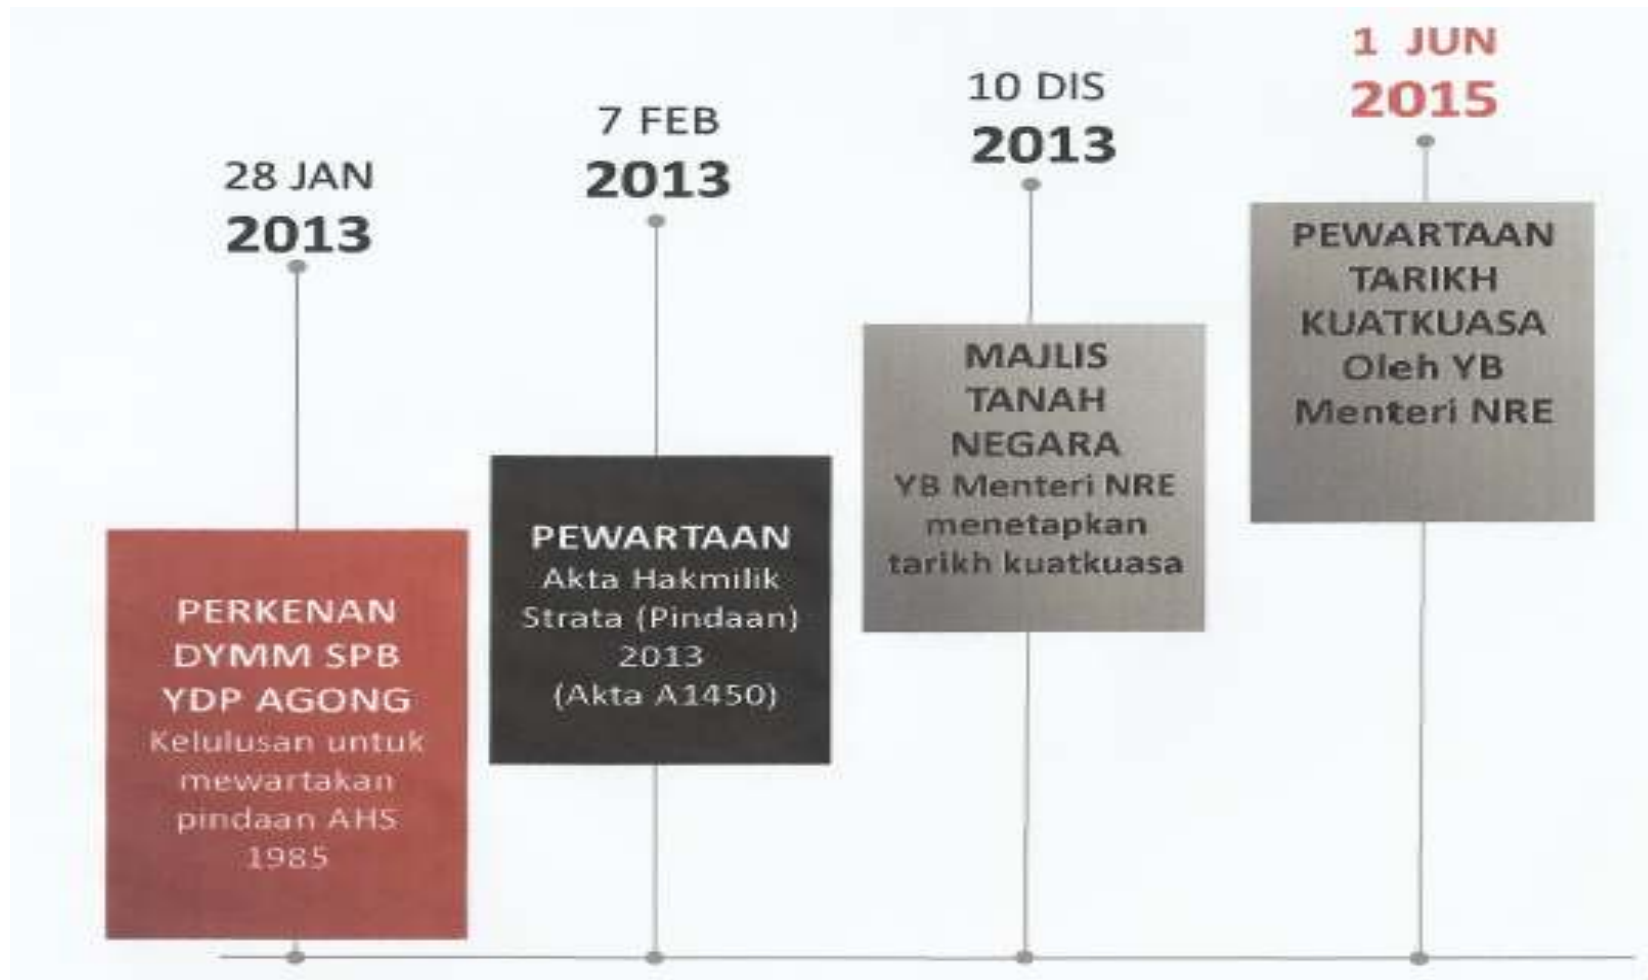 28 JAN
2013
PERKENAN
DYMM SPB
YDP AGONG
Kelulusan untuk
mewartakan
pindaan AHS
1985
7 FEB
2013
PEWARTAAN
Akta Hakmilik
Strata (Pindaan)
2013
(Akta A1450)
10 DIS
2013
MAJLIS
TANAH
NEGARA
YB Menteri NRE
menetapkan
tarikh kuatkuasa
1 JUN
2015
PEWARTAAN
TARIKH
KUATKUASA
Oleh YB
Menteri NRE